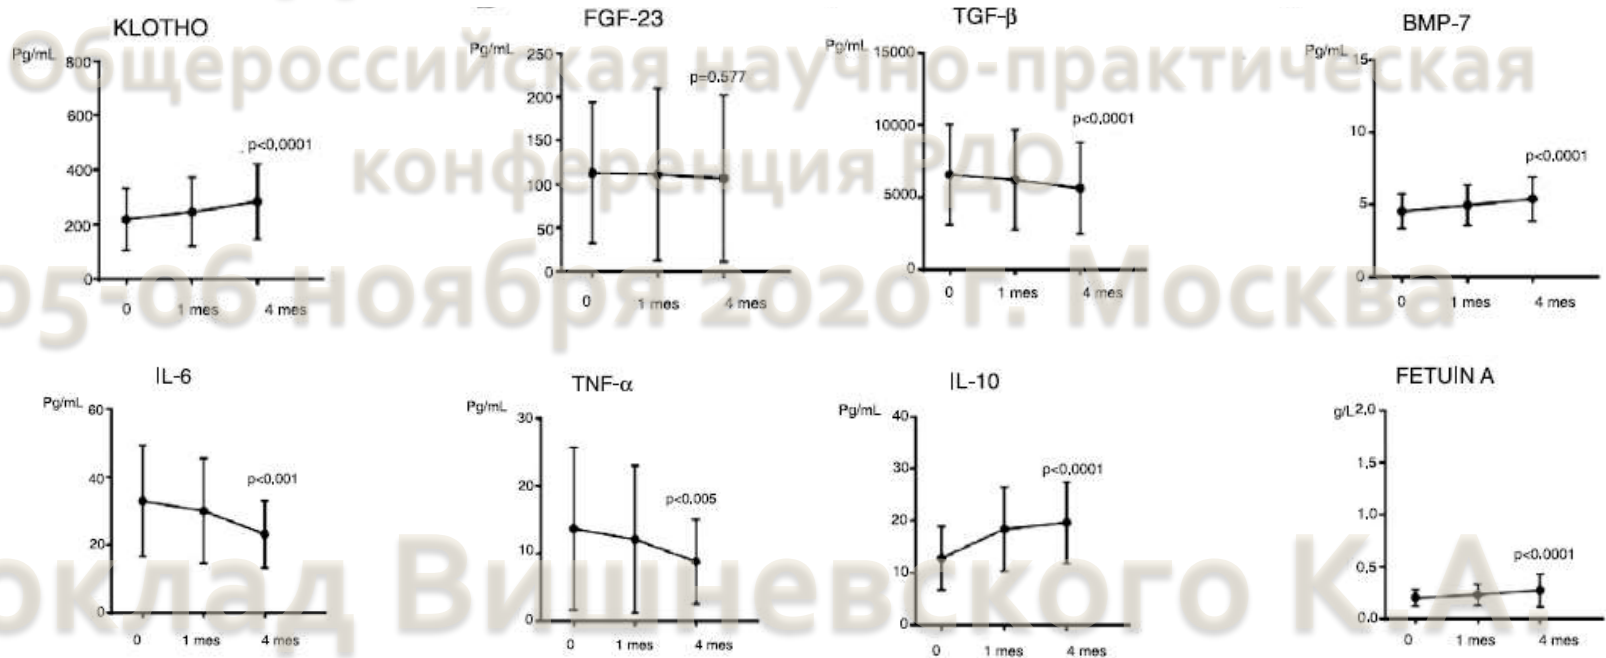 KLOTHO
Pg/mL
800
600
400
200
0
p<0.0001
0 1 mes 4 mes
FGF-23
Pg/mL
250
200
150
100
50
0
p=0.577
0 1 mes 4 mes
TGF-β
Pg/mL
15000
10000
5000
0
p<0.0001
0 1 mes 4 mes
BMP-7
Pg/mL
15
10
5
0
p<0.0001
0 1 mes 4 mes
IL-6
Pg/mL
60
40
20
0
p<0.001
0 1 mes 4 mes
TNF-α
Pg/mL
30
20
10
0
p<0.005
0 1 mes 4 mes
IL-10
Pg/mL
40
30
20
10
0
p<0.0001
0 1 mes 4 mes
FETUIN A
g/L
2.0
1.5
1.0
0.5
0.0
p<0.0001
0 1 mes 4 mes
Общероссийская научно-практическая
конференция РДО
05-06 ноября 2020 г. Москва
оклад Вишневского К.А.